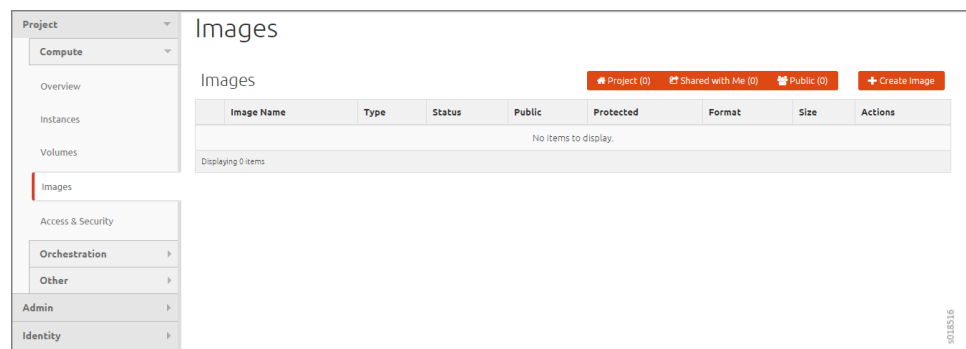 Project
Compute
Overview
Instances
Volumes
Images
Access & Security
Orchestration
Other
Admin
Identity
Images
Images
Project (0) Shared with Me (0) Public (0) Create Image
Image Name Type Status Public Protected Format Size Actions
No items to display.
Displaying 0 items
s018516